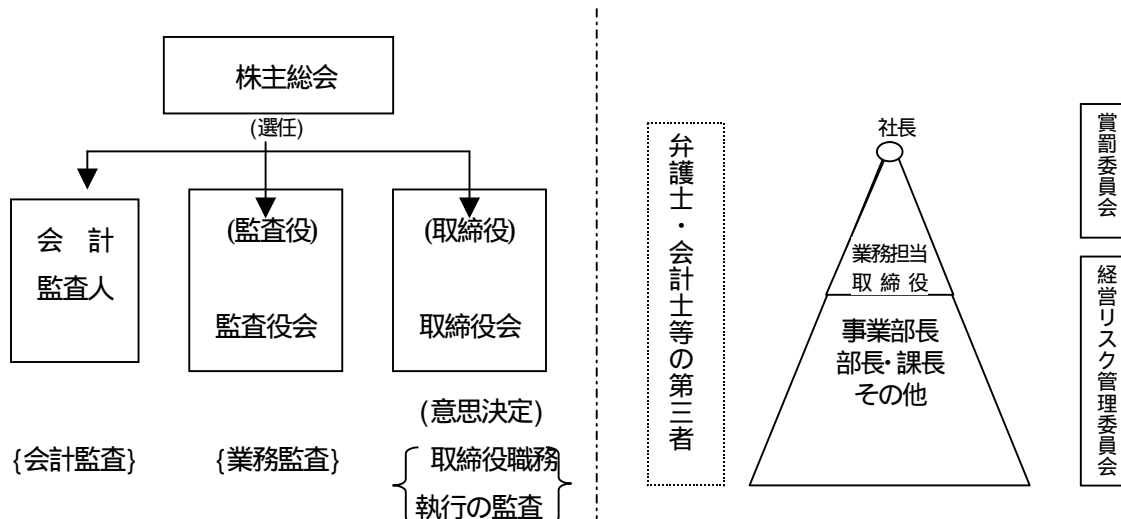 株主総会
(選任)
会 計
監査人
(監査役)
監査役会
(取締役)
取締役会
(意思決定)
{会計監査}
{業務監査}
取締役職務
執行の監査
弁護士・会計士等の第三者
社長
業務担当
取 締 役
事業部長
部長・課長
その他
賞罰委員会
経営リスク管理委員会